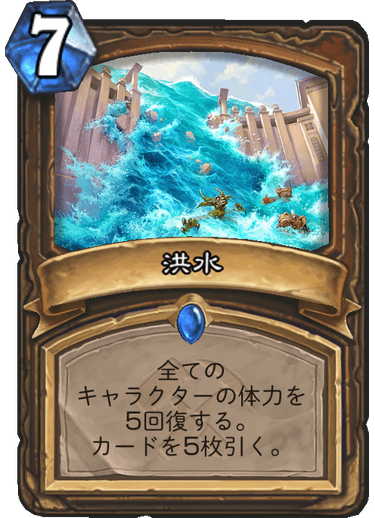 7
洪水
全ての
キャラクターの体力を
5回復する。
カードを5枚引く。